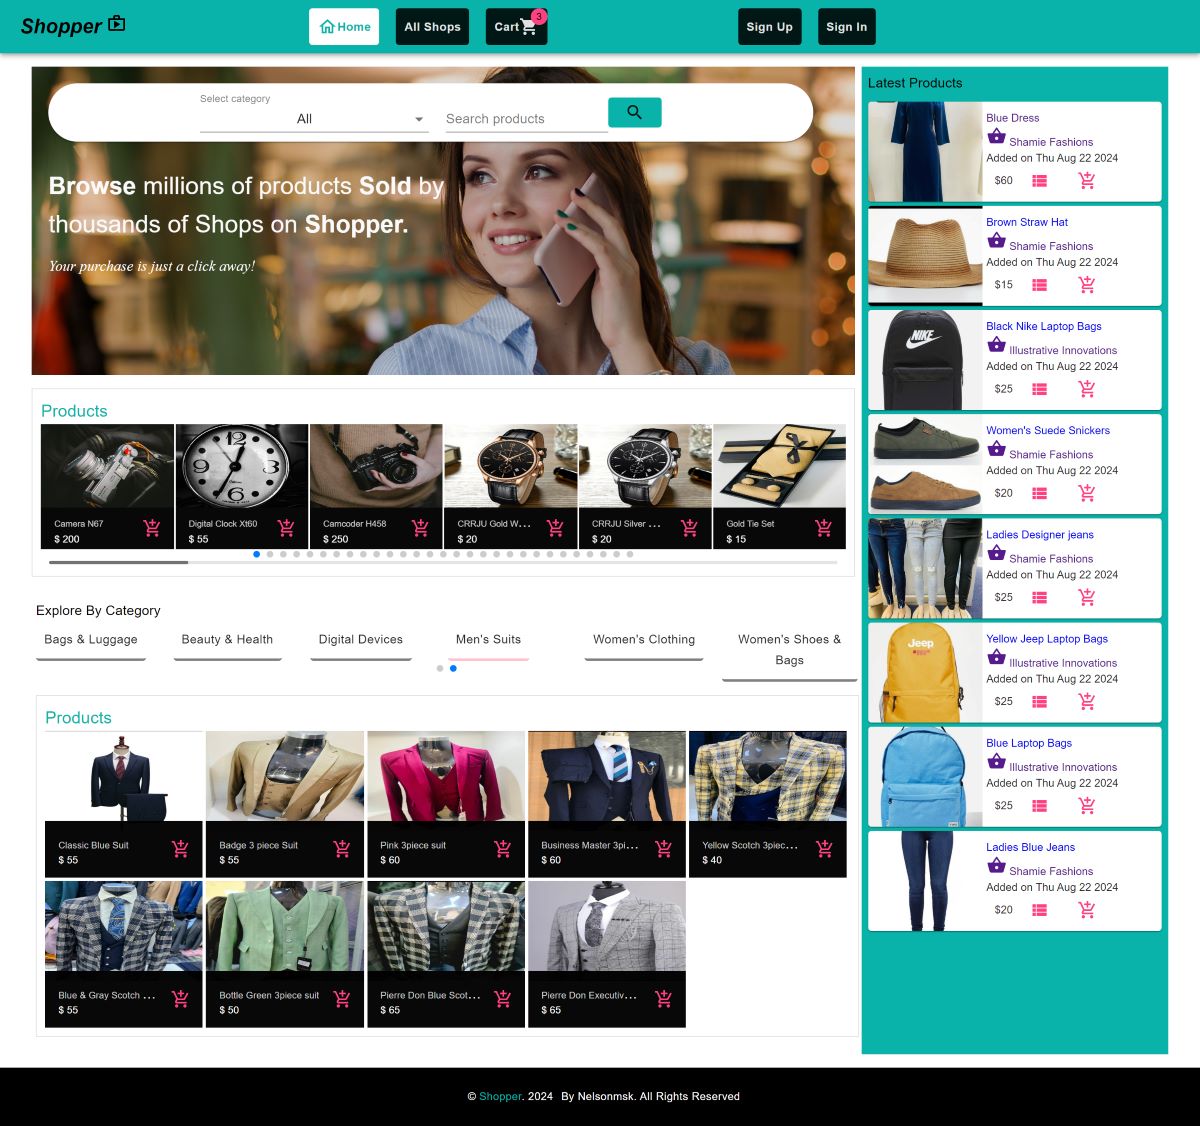 Shopper
Home
All Shops
Cart
3
Sign Up
Sign In
Select category
All
Search products
Browse millions of products Sold by
thousands of Shops on Shopper.
Your purchase is just a click away!
Products
Camera N67
$ 200
Digital Clock Xt60
$ 55
Camcoder H458
$ 250
CRRJU Gold W...
$ 20
CRRJU Silver ...
$ 20
Gold Tie Set
$ 15
Explore By Category
Bags & Luggage
Beauty & Health
Digital Devices
Men's Suits
Women's Clothing
Women's Shoes &
Bags
Products
Classic Blue Suit
$ 55
Badge 3 piece Suit
$ 55
Pink 3piece suit
$ 60
Business Master 3pi...
$ 60
Yellow Scotch 3piec...
$ 40
Blue & Gray Scotch ...
$ 55
Bottle Green 3piece suit
$ 50
Pierre Don Blue Scot...
$ 65
Pierre Don Executiv...
$ 65
Latest Products
Blue Dress
Shamie Fashions
Added on Thu Aug 22 2024
$60
Brown Straw Hat
Shamie Fashions
Added on Thu Aug 22 2024
$15
NIKE
Black Nike Laptop Bags
Illustrative Innovations
Added on Thu Aug 22 2024
$25
Women's Suede Snickers
Shamie Fashions
Added on Thu Aug 22 2024
$20
Ladies Designer jeans
Shamie Fashions
Added on Thu Aug 22 2024
$25
Jeep
Yellow Jeep Laptop Bags
Illustrative Innovations
Added on Thu Aug 22 2024
$25
Blue Laptop Bags
Illustrative Innovations
Added on Thu Aug 22 2024
$25
Ladies Blue Jeans
Shamie Fashions
Added on Thu Aug 22 2024
$20
© Shopper. 2024 By Nelsonmsk. All Rights Reserved